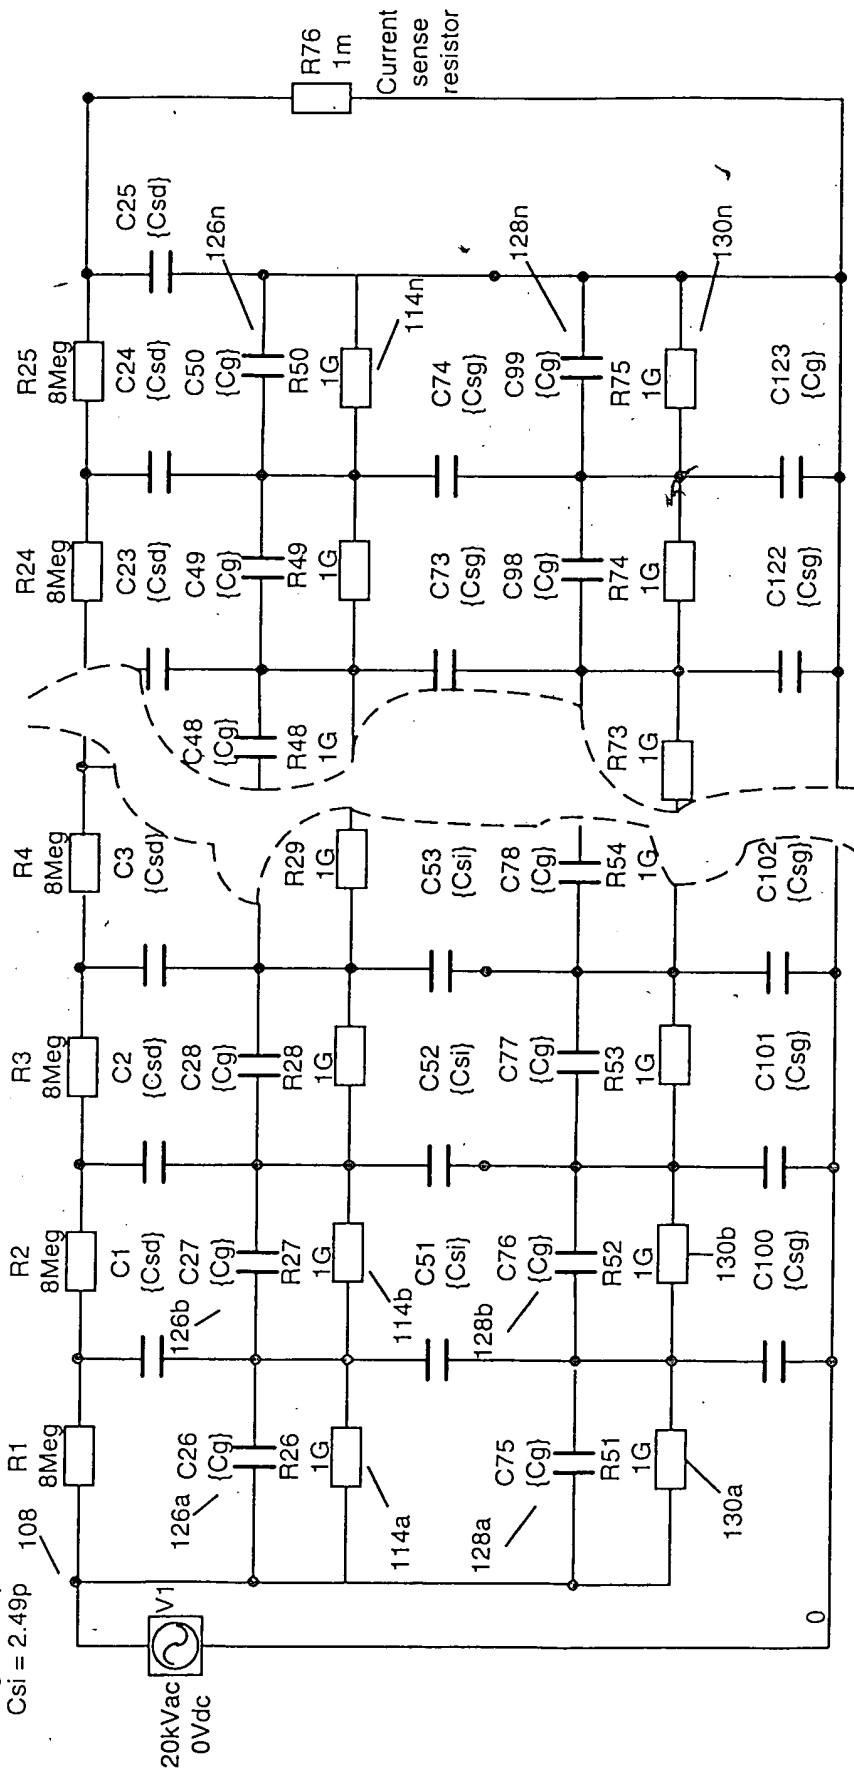 Csi = 2.49p
108
20kVac
0Vdc
V1
0
R1
8Meg
R2
8Meg
R3
8Meg
R4
8Meg
R24
8Meg
R25
8Meg
R76
1m
Current
sense
resistor
C1
{Csd}
C2
{Csd}
C3
{Csd}
C23
{Csd}
C24
{Csd}
C25
{Csd}
126a
C26
{Cg}
126b
C27
{Cg}
C28
{Cg}
C48
{Cg}
C49
{Cg}
C50
{Cg}
126n
R26
1G
R27
1G
R28
1G
R29
1G
R48
1G
R49
1G
R50
1G
114a
114b
114n
C51
{Csi}
C52
{Csi}
C53
{Csi}
C73
{Csg}
C74
{Csg}
128a
C75
{Cg}
128b
C76
{Cg}
C77
{Cg}
C78
{Cg}
C98
{Cg}
C99
{Cg}
128n
R51
1G
R52
1G
R53
1G
R54
1G
R73
1G
R74
1G
R75
1G
130a
130b
130n
C100
{Csg}
C101
{Csg}
C102
{Csg}
C122
{Csg}
C123
{Cg}